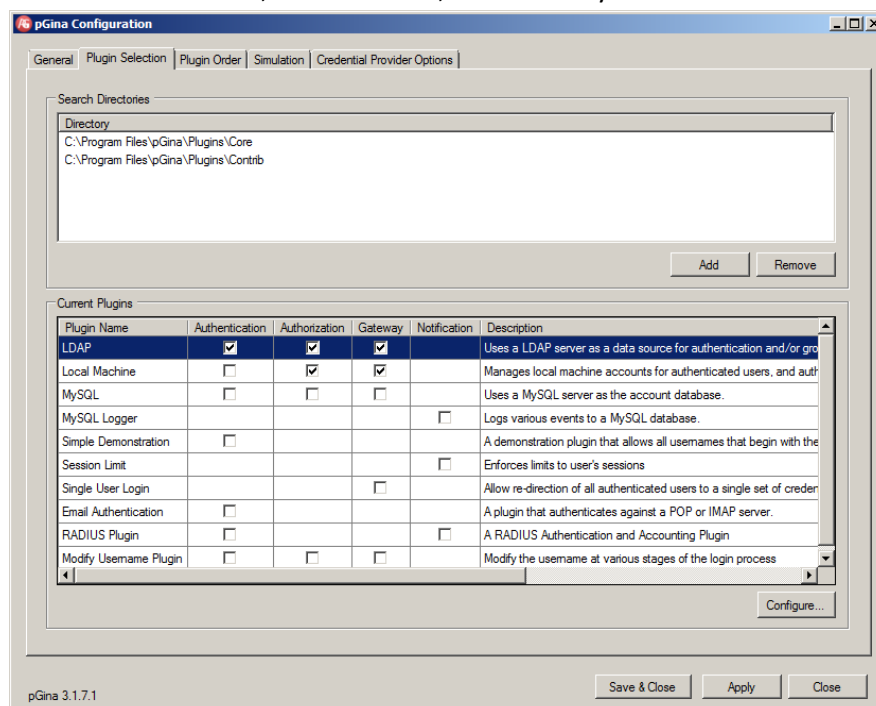 pGina Configuration
General Plugin Selection Plugin Order Simulation Credential Provider Options
Search Directories
Directory
C:\Program Files\pGina\Plugins\Core
C:\Program Files\pGina\Plugins\Contrib
Add Remove
Current Plugins
Plugin Name Authentication Authorization Gateway Notification Description
LDAP Uses a LDAP server as a data source for authentication and/or gro
Local Machine Manages local machine accounts for authenticated users, and auth
MySQL Uses a MySQL server as the account database.
MySQL Logger Logs various events to a MySQL database.
Simple Demonstration A demonstration plugin that allows all usernames that begin with the
Session Limit Enforces limits to user's sessions
Single User Login Allow re-direction of all authenticated users to a single set of creder
Email Authentication A plugin that authenticates against a POP or IMAP server.
RADIUS Plugin A RADIUS Authentication and Accounting Plugin
Modify Username Plugin Modify the username at various stages of the login process
Configure...
pGina 3.1.7.1 Save & Close Apply Close